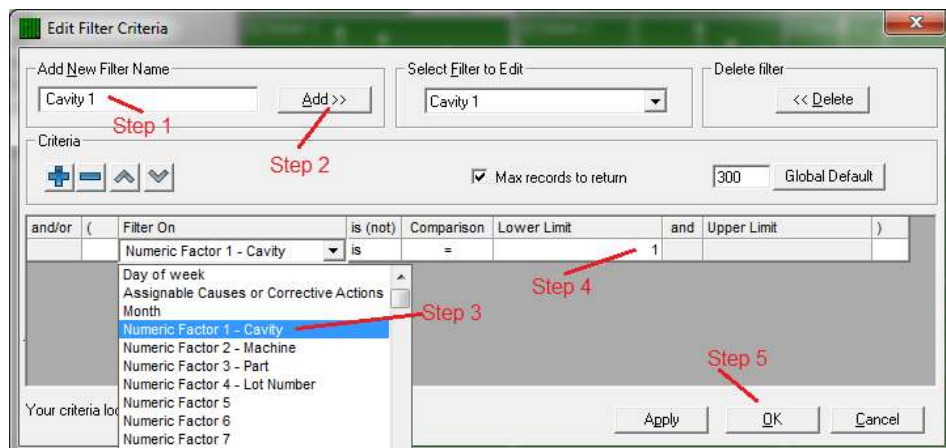 Edit Filter Criteria
Add New Filter Name
Select Filter to Edit
Delete filter
Cavity 1
Add >>
Cavity 1
<< Delete
Step 1
Step 2
Criteria
Max records to return
300
Global Default
and/or ( Filter On is (not) Comparison Lower Limit and Upper Limit )
Numeric Factor 1 - Cavity is = 1
Day of week
Assignable Causes or Corrective Actions
Month
Numeric Factor 1 - Cavity
Numeric Factor 2 - Machine
Numeric Factor 3 - Part
Numeric Factor 4 - Lot Number
Numeric Factor 5
Numeric Factor 6
Numeric Factor 7
Step 3
Step 4
Step 5
Your criteria
Apply
OK
Cancel